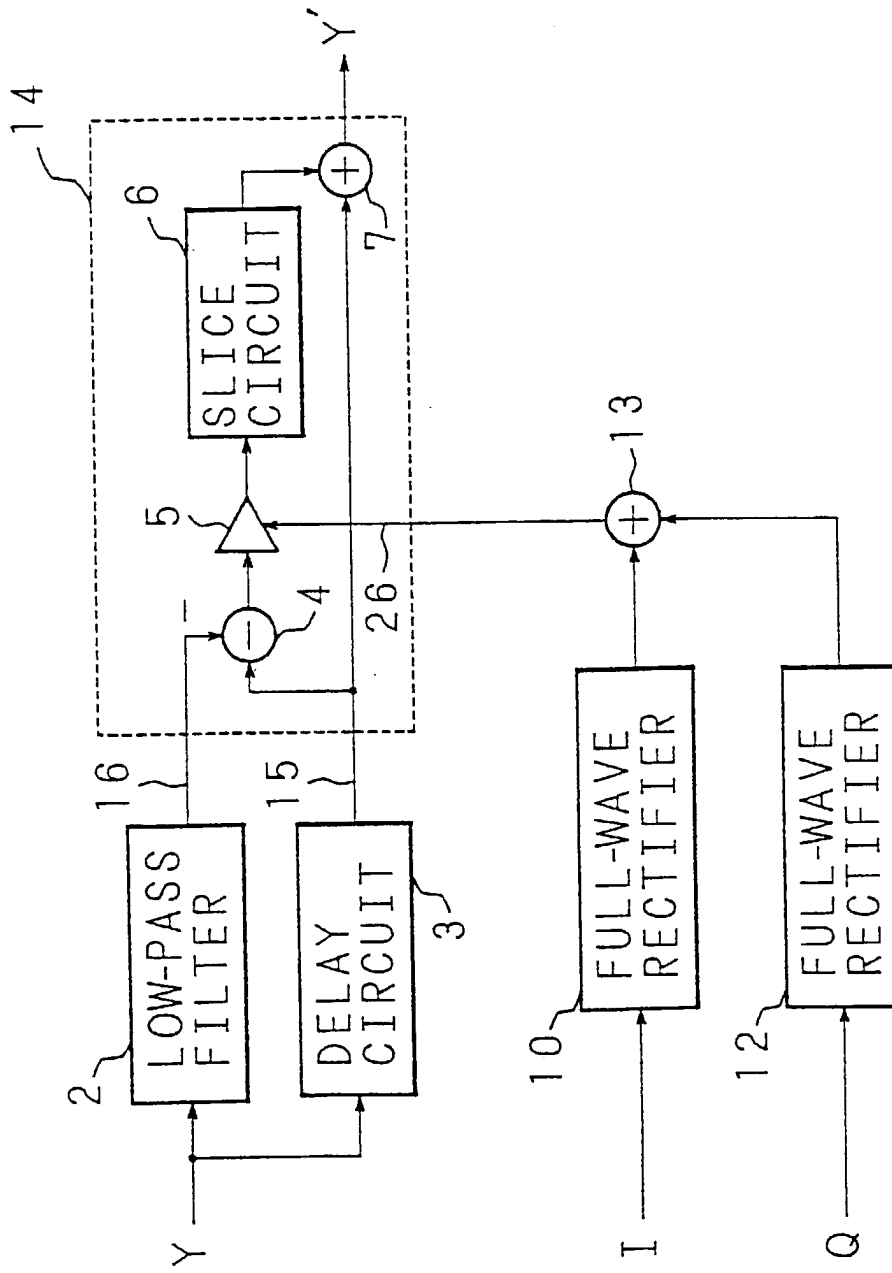 14
Y
2
LOW-PASS
FILTER
16
−
4
5
6
SLICE
CIRCUIT
7
+
Y'
−
DELAY
CIRCUIT
3
15
26
13
+
I
10
FULL-WAVE
RECTIFIER
Q
12
FULL-WAVE
RECTIFIER